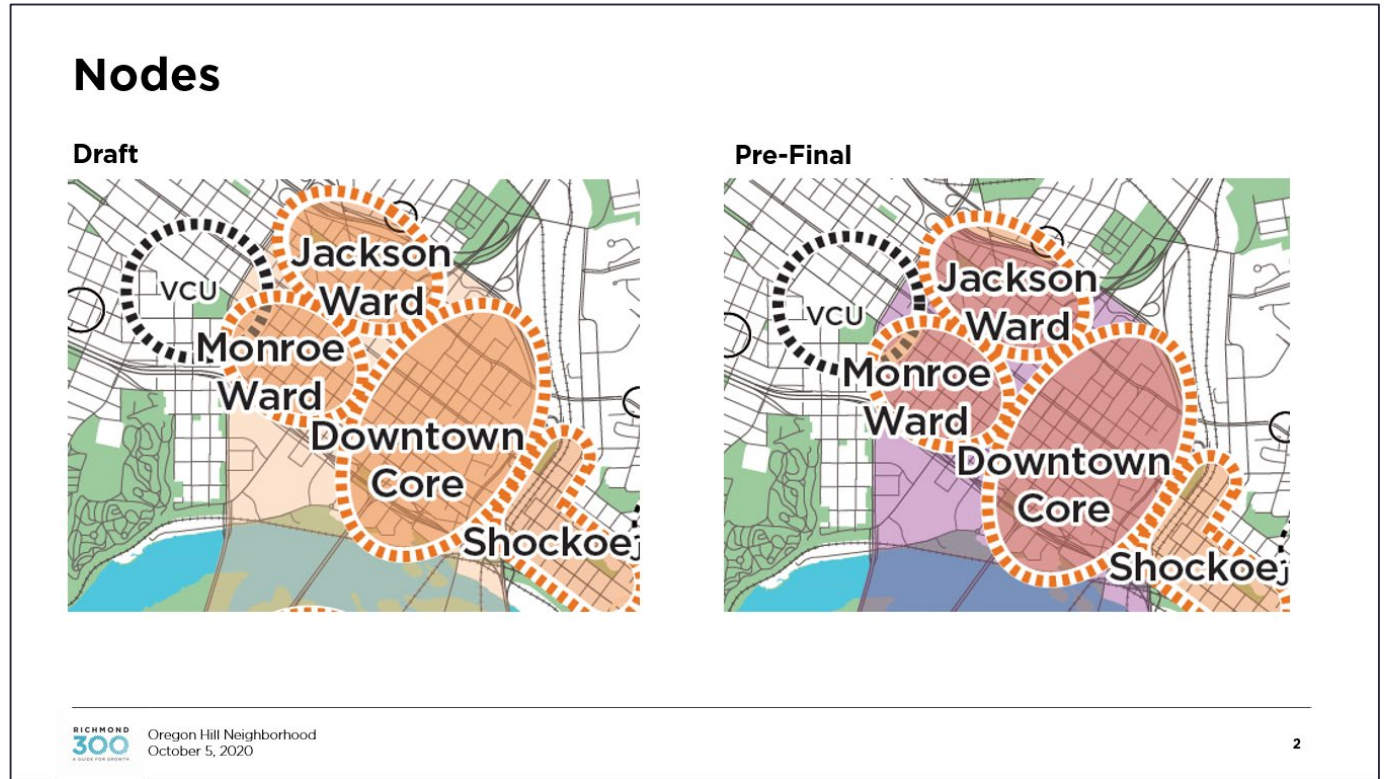 Nodes
Draft
Jackson
Ward
VCU
Monroe
Ward
Downtown
Core
Shockoe
Pre-Final
Jackson
Ward
VCU
Monroe
Ward
Downtown
Core
Shockoe
RICHMOND
300
A GUIDE FOR GROWTH
Oregon Hill Neighborhood
October 5, 2020
2